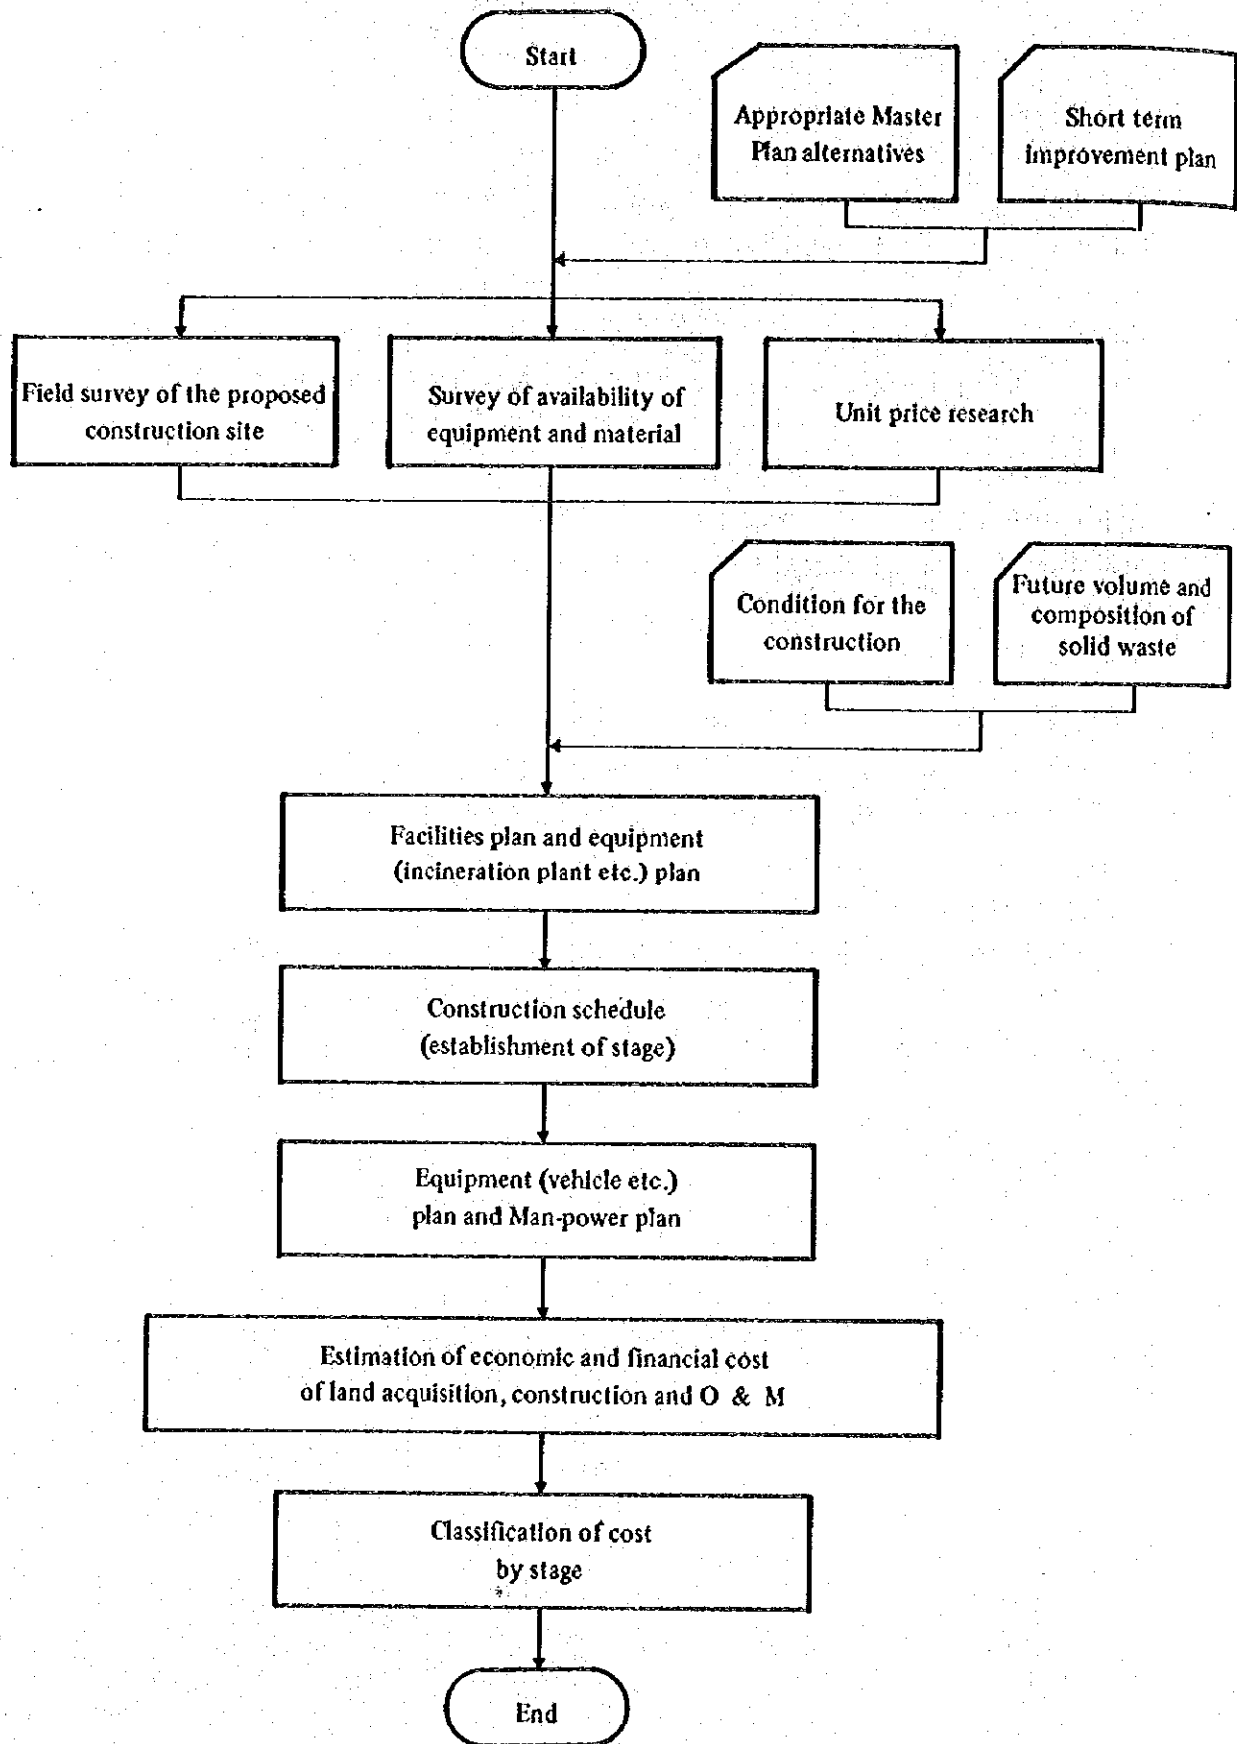 Start
Appropriate Master
Plan alternatives
Short term
improvement plan
Field survey of the proposed
construction site
Survey of availability of
equipment and material
Unit price research
Condition for the
construction
Future volume and
composition of
solid waste
Facilities plan and equipment
(incineration plant etc.) plan
Construction schedule
(establishment of stage)
Equipment (vehicle etc.)
plan and Man-power plan
Estimation of economic and financial cost
of land acquisition, construction and O & M
Classification of cost
by stage
End